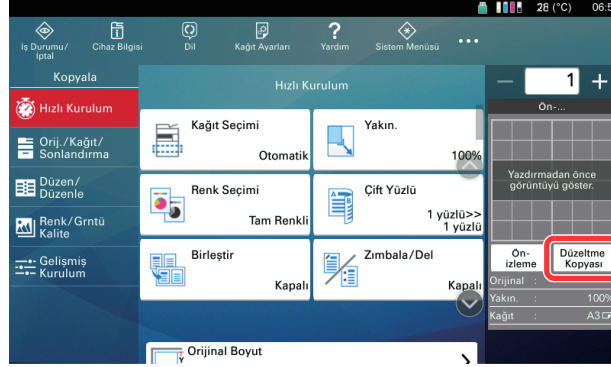 28 (°C) 06:5
İş Durumu/
İptal
Cihaz Bilgisi
Dil
Kağıt Ayarları
Yardım
Sistem Menüsü
Kopyala
Hızlı Kurulum
1
Hızlı Kurulum
Orij./Kağıt/
Sonlandırma
Düzen/
Düzenle
Renk/Grntü
Kalite
Gelişmiş
Kurulum
Kağıt Seçimi
Otomatik
Yakın.
100%
Renk Seçimi
Tam Renkli
Çift Yüzlü
1 yüzlü>>
1 yüzlü
Birleştir
Kapalı
Zımbala/Del
Kapalı
Orijinal Boyut
Ön-...
Yazdırmadan önce
görüntüyü göster.
Ön-
izleme
Düzeltme
Kopyası
Orijinal :
Yakın. : 100%
Kağıt : A3